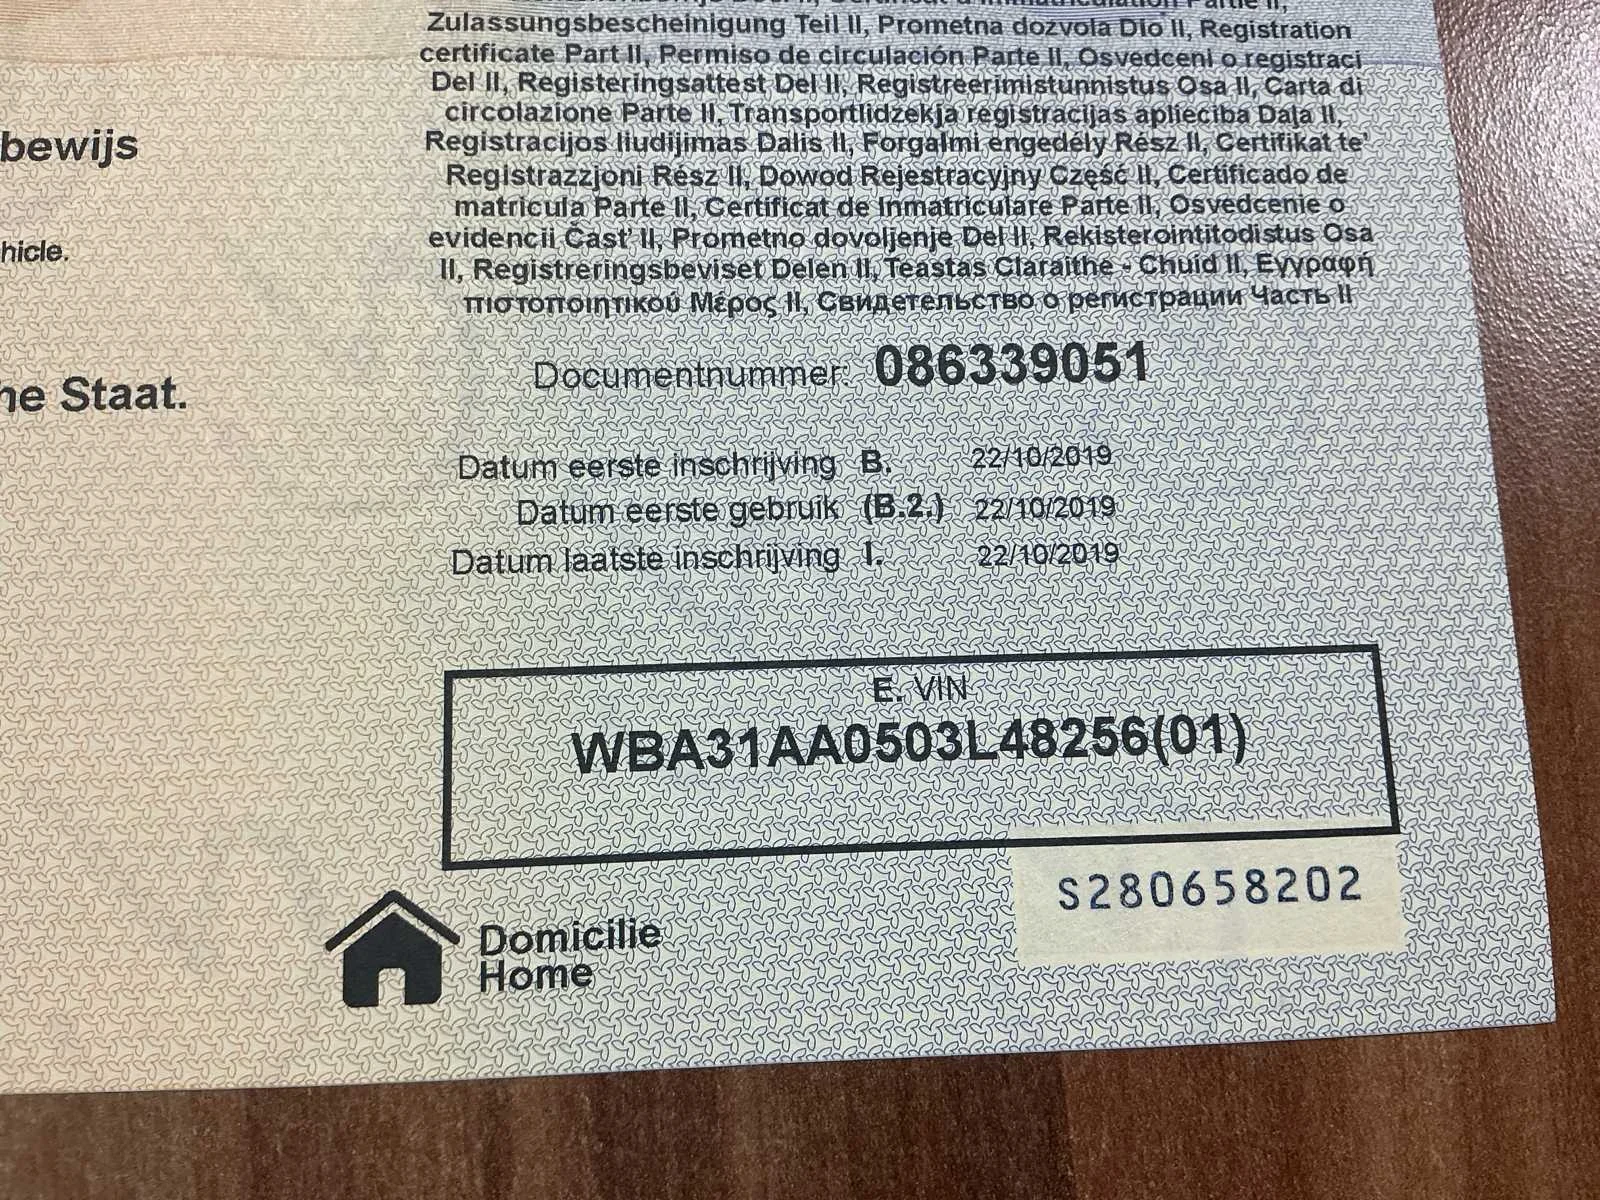 Zulassungsbescheinigung Teil II, Prometna dozvola Dio II, Registration
certificate Part II, Permiso de circulación Parte II, Osvedceni o registraci
Del II, Registeringsattest Del II, Registreerimistunnistus Osa II, Carta di
circolazione Parte II, Transportlidzekja registracijas aplieciba Daļa II,
bewijs
Registracijos liudijimas Dalis II, Forgalmi engedély Rész II, Certifikat te'
Registrazzjoni Rész II, Dowod Rejestracyjny Część II, Certificado de
matricula Parte II, Certificat de Inmatriculare Parte II, Osvedcenie o
hicle.
evidencii Časť II, Prometno dovoljenje Del II, Rekisterointitodistus Osa
II, Registreringsbeviset Delen II, Teastas Claraithe - Chuid II, Εγγραφή
πιστοποιητικού Μέρος II, Свидетельство о регистрации Часть II
Documentnummer: 086339051
he Staat.
Datum eerste inschrijving B. 22/10/2019
Datum eerste gebruik (B.2.) 22/10/2019
Datum laatste inschrijving I. 22/10/2019
E. VIN
WBA31AA0503L48256(01)
S280658202
Domicilie
Home